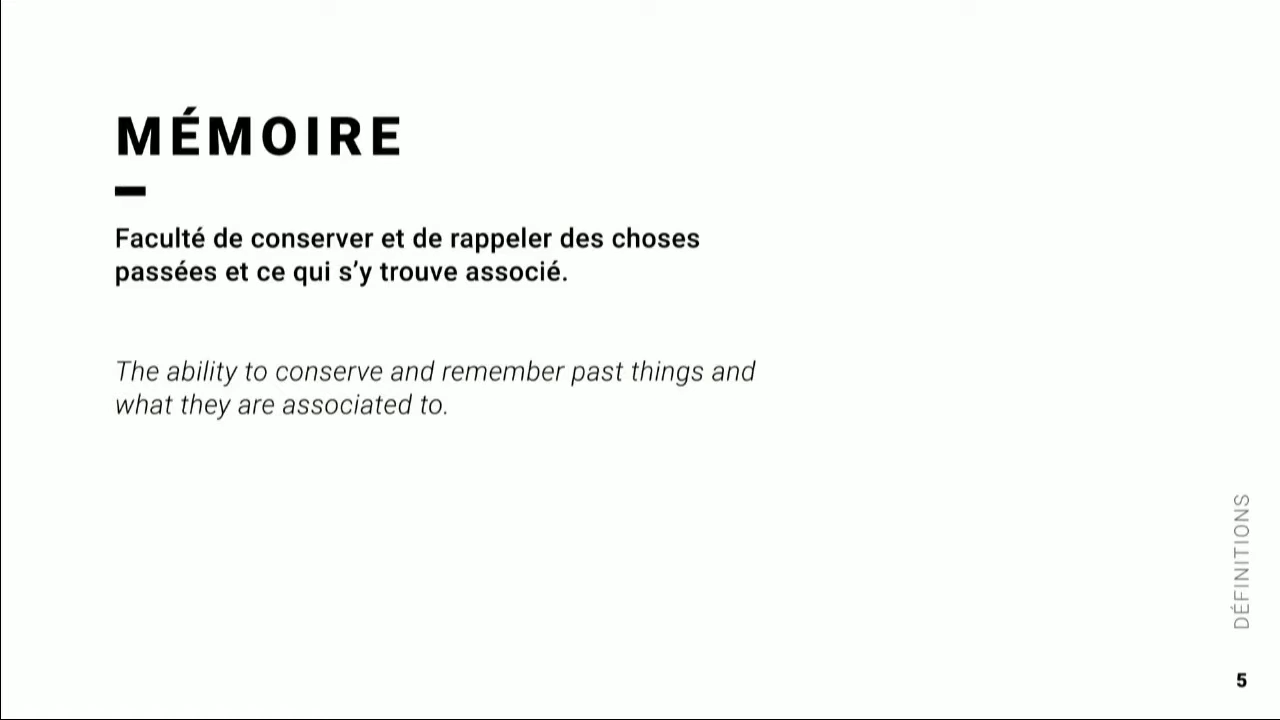 MÉMOIRE
Faculté de conserver et de rappeler des choses
passées et ce qui s’y trouve associé.
The ability to conserve and remember past things and
what they are associated to.
DÉFINITIONS
5